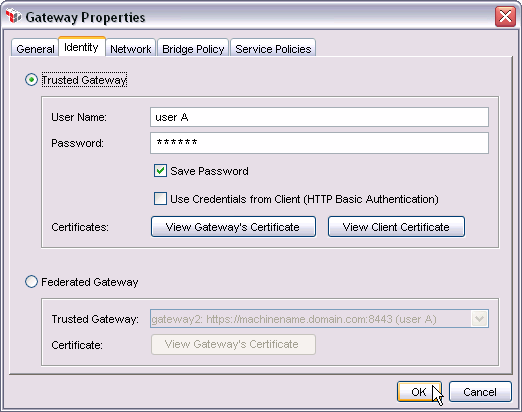 Gateway Properties
General Identity Network Bridge Policy Service Policies
Trusted Gateway
User Name: user A
Password: ******
Save Password
Use Credentials from Client (HTTP Basic Authentication)
Certificates: View Gateway's Certificate View Client Certificate
Federated Gateway
Trusted Gateway: gateway2: https://machinename.domain.com:8443 (user A)
Certificate: View Gateway's Certificate
OK Cancel